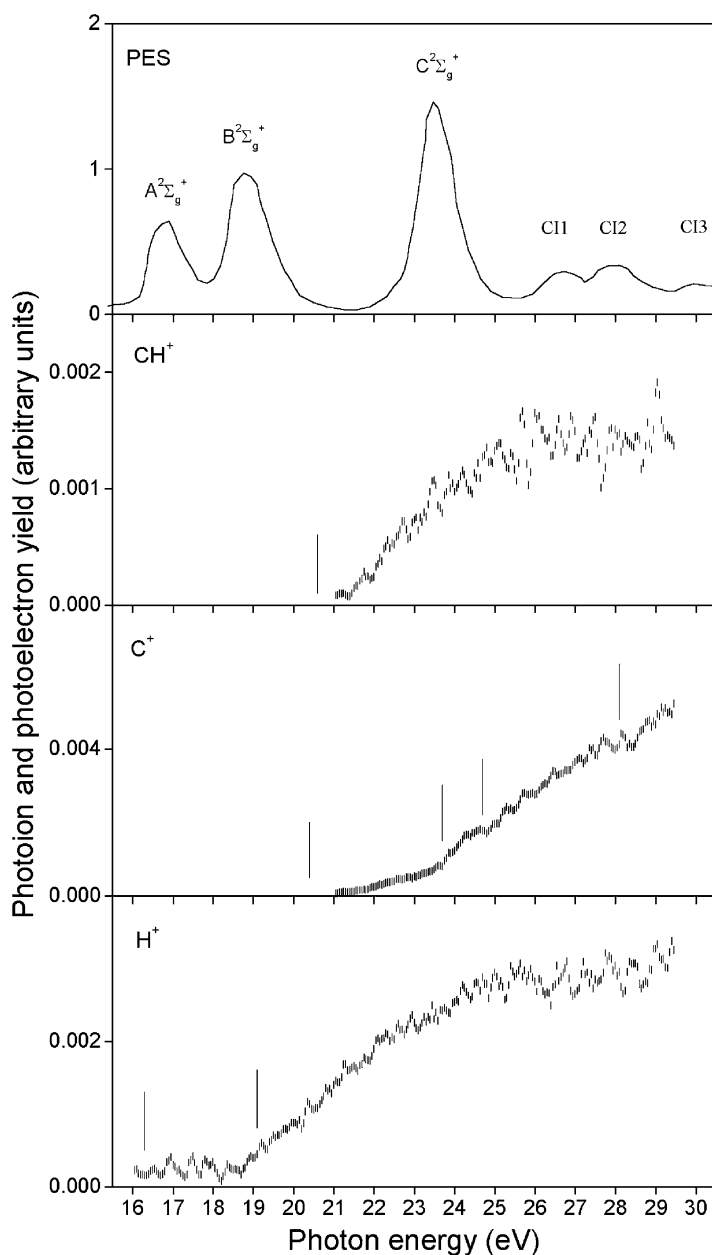 Photoion and photoelectron yield (arbitrary units)
2
PES
A²Σg⁺
B²Σg⁺
C²Σg⁺
CI1
CI2
CI3
1
0
CH⁺
0.002
0.001
0.000
C⁺
0.004
0.000
H⁺
0.002
0.000
16 17 18 19 20 21 22 23 24 25 26 27 28 29 30
Photon energy (eV)